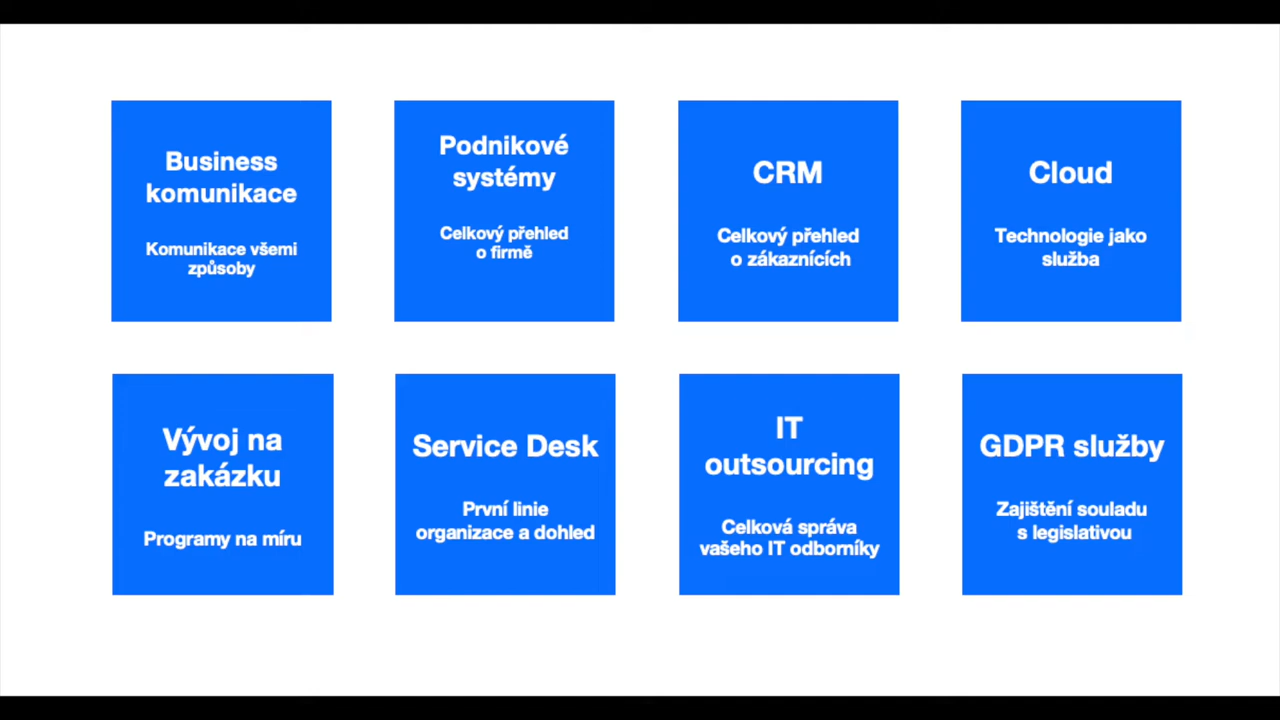 Business
komunikace
Komunikace všemi
způsoby
Podnikové
systémy
Celkový přehled
o firmě
CRM
Celkový přehled
o zákaznících
Cloud
Technologie jako
služba
Vývoj na
zakázku
Programy na míru
Service Desk
První linie
organizace a dohled
IT
outsourcing
Celková správa
vašeho IT odborníky
GDPR služby
Zajištění souladu
s legislativou